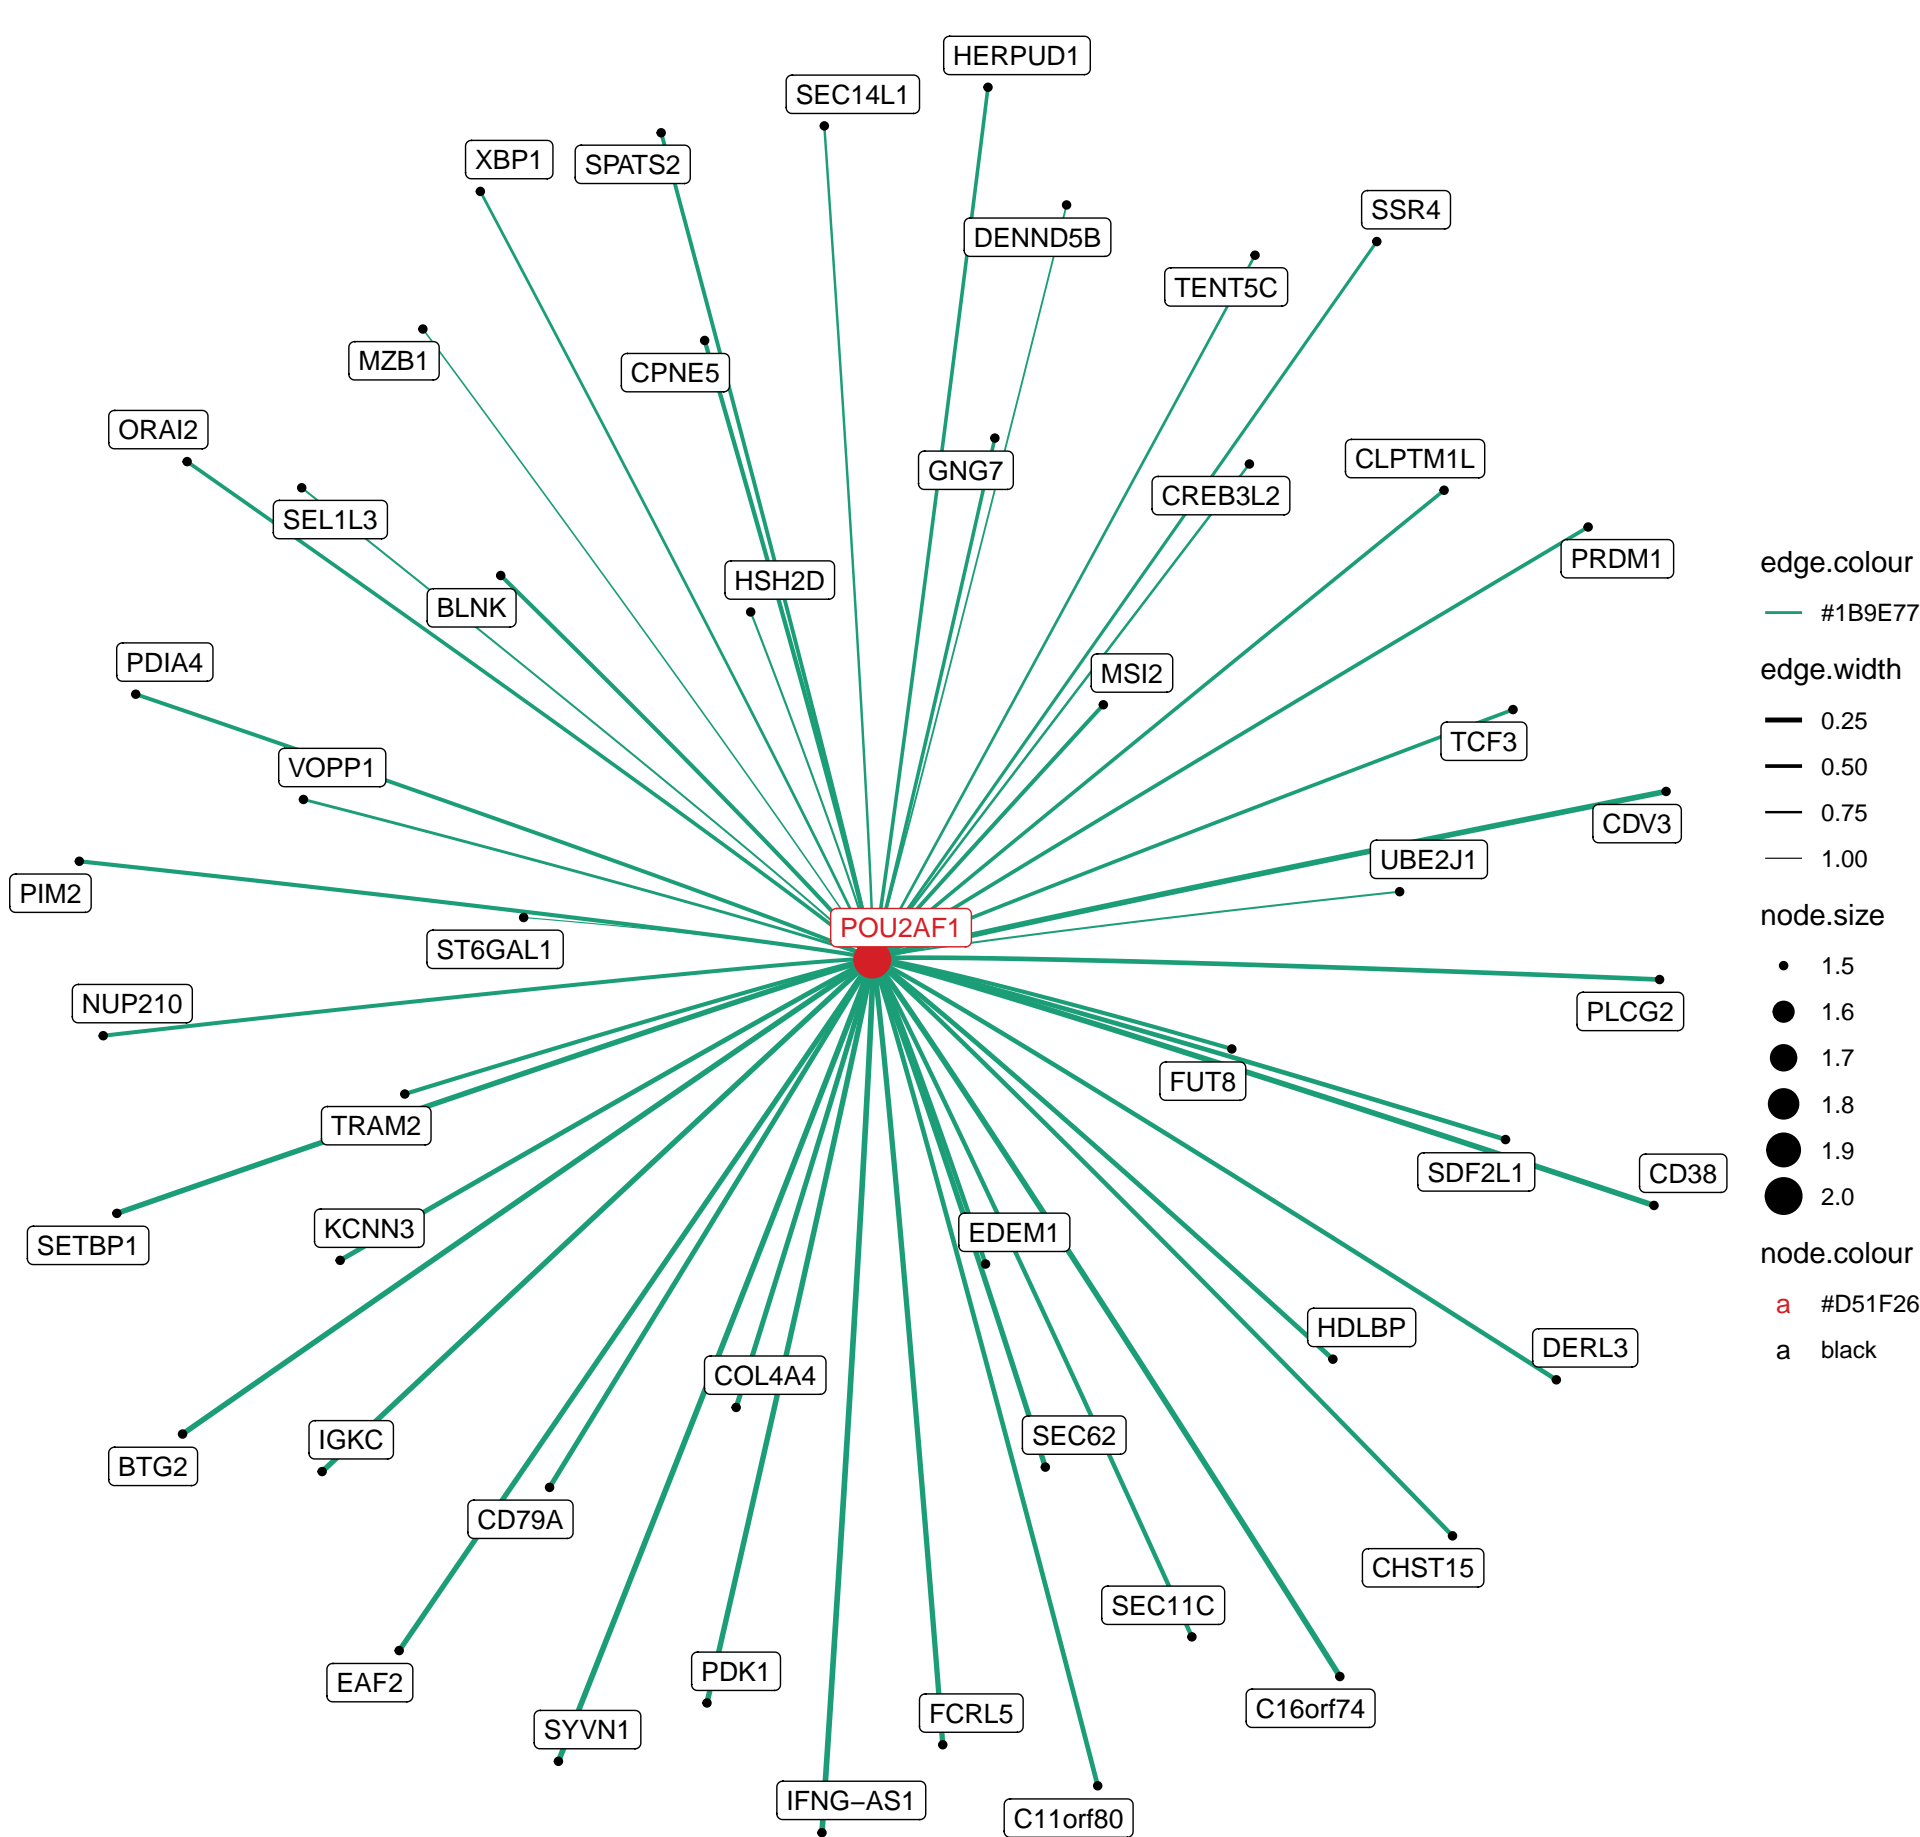 HERPUD1
SEC14L1
XBP1
SPATS2
SSR4
DENND5B
TENT5C
MZB1
CPNE5
ORAI2
CLPTM1L
GNG7
CREB3L2
SEL1L3
PRDM1
HSH2D
BLNK
PDIA4
MSI2
TCF3
VOPP1
CDV3
UBE2J1
PIM2
POU2AF1
ST6GAL1
NUP210
PLCG2
FUT8
TRAM2
SDF2L1
CD38
KCNN3
EDEM1
SETBP1
HDLBP
DERL3
COL4A4
SEC62
IGKC
BTG2
CD79A
CHST15
SEC11C
PDK1
EAF2
C16orf74
FCRL5
SYVN1
IFNG−AS1
C11orf80
edge.colour
#1B9E77
edge.width
0.25
0.50
0.75
1.00
node.size
1.5
1.6
1.7
1.8
1.9
2.0
node.colour
a #D51F26
a black